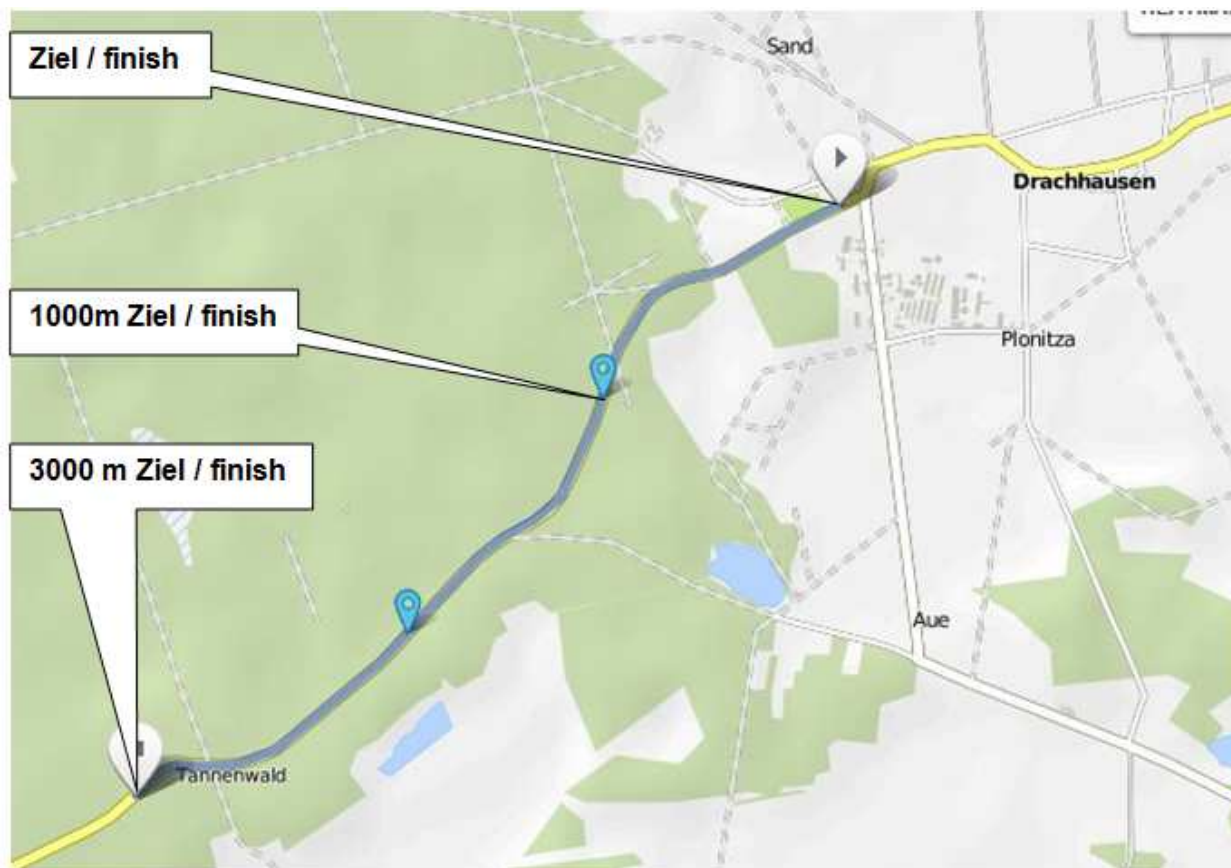 Ziel / finish
Sand
Drachhausen
1000m Ziel / finish
Plonitza
3000 m Ziel / finish
Aue
Tannenwald